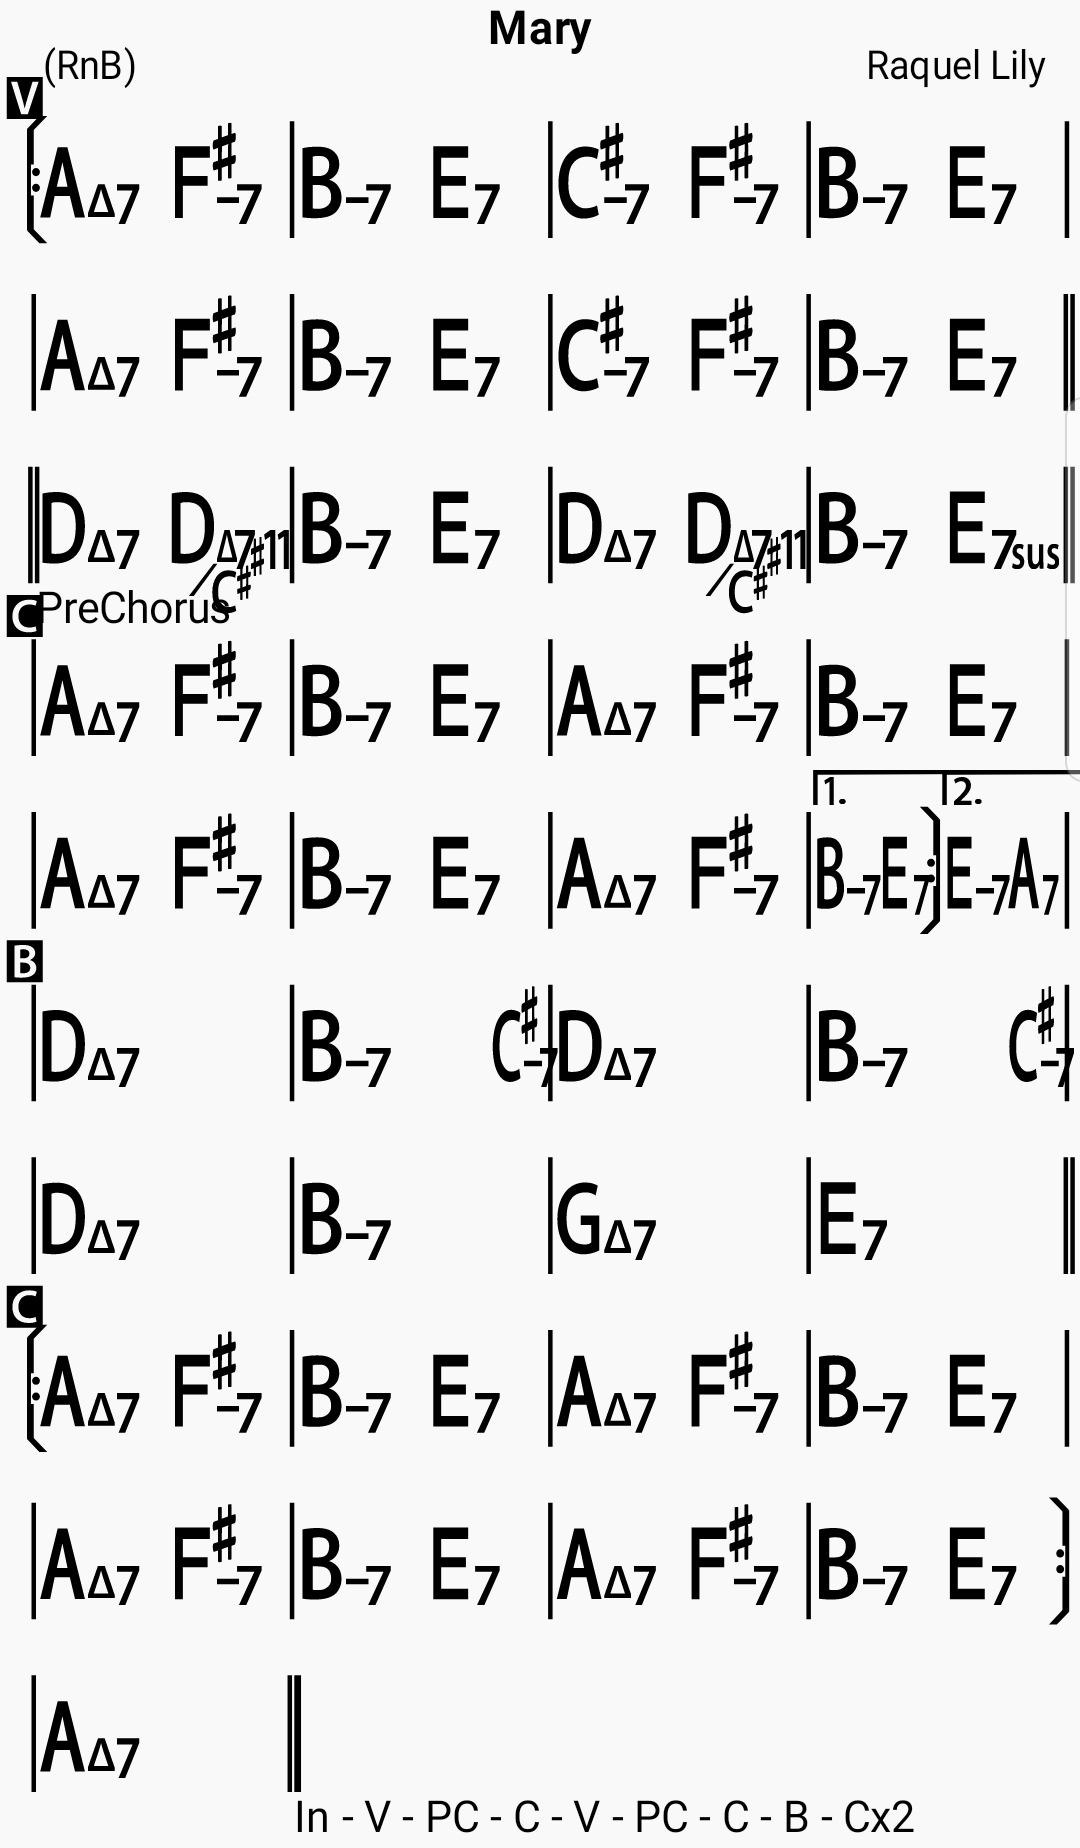 Mary
(RnB) Raquel Lily
V
AΔ7 F♯–7 | B–7 E7 | C♯–7 F♯–7 | B–7 E7
AΔ7 F♯–7 | B–7 E7 | C♯–7 F♯–7 | B–7 E7
DΔ7 DΔ7♯11/C♯ | B–7 E7 | DΔ7 DΔ7♯11/C♯ | B–7 E7sus
C PreChorus
AΔ7 F♯–7 | B–7 E7 | AΔ7 F♯–7 | B–7 E7
1. 2.
AΔ7 F♯–7 | B–7 E7 | AΔ7 F♯–7 | B–7 E7 E–7 A7
B
DΔ7 | B–7 C♯–7 | DΔ7 | B–7 C♯–7
DΔ7 | B–7 | GΔ7 | E7
C
AΔ7 F♯–7 | B–7 E7 | AΔ7 F♯–7 | B–7 E7
AΔ7 F♯–7 | B–7 E7 | AΔ7 F♯–7 | B–7 E7
AΔ7
In - V - PC - C - V - PC - C - B - Cx2